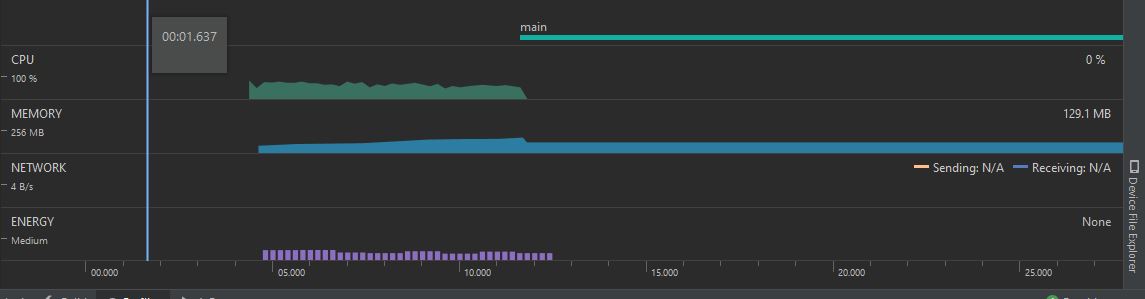 main
00:01.637
CPU
0 %
100 %
MEMORY
129.1 MB
256 MB
NETWORK
Sending: N/A
Receiving: N/A
4 B/s
ENERGY
None
Medium
00.000
05.000
10.000
15.000
20.000
25.000
Device File Explorer